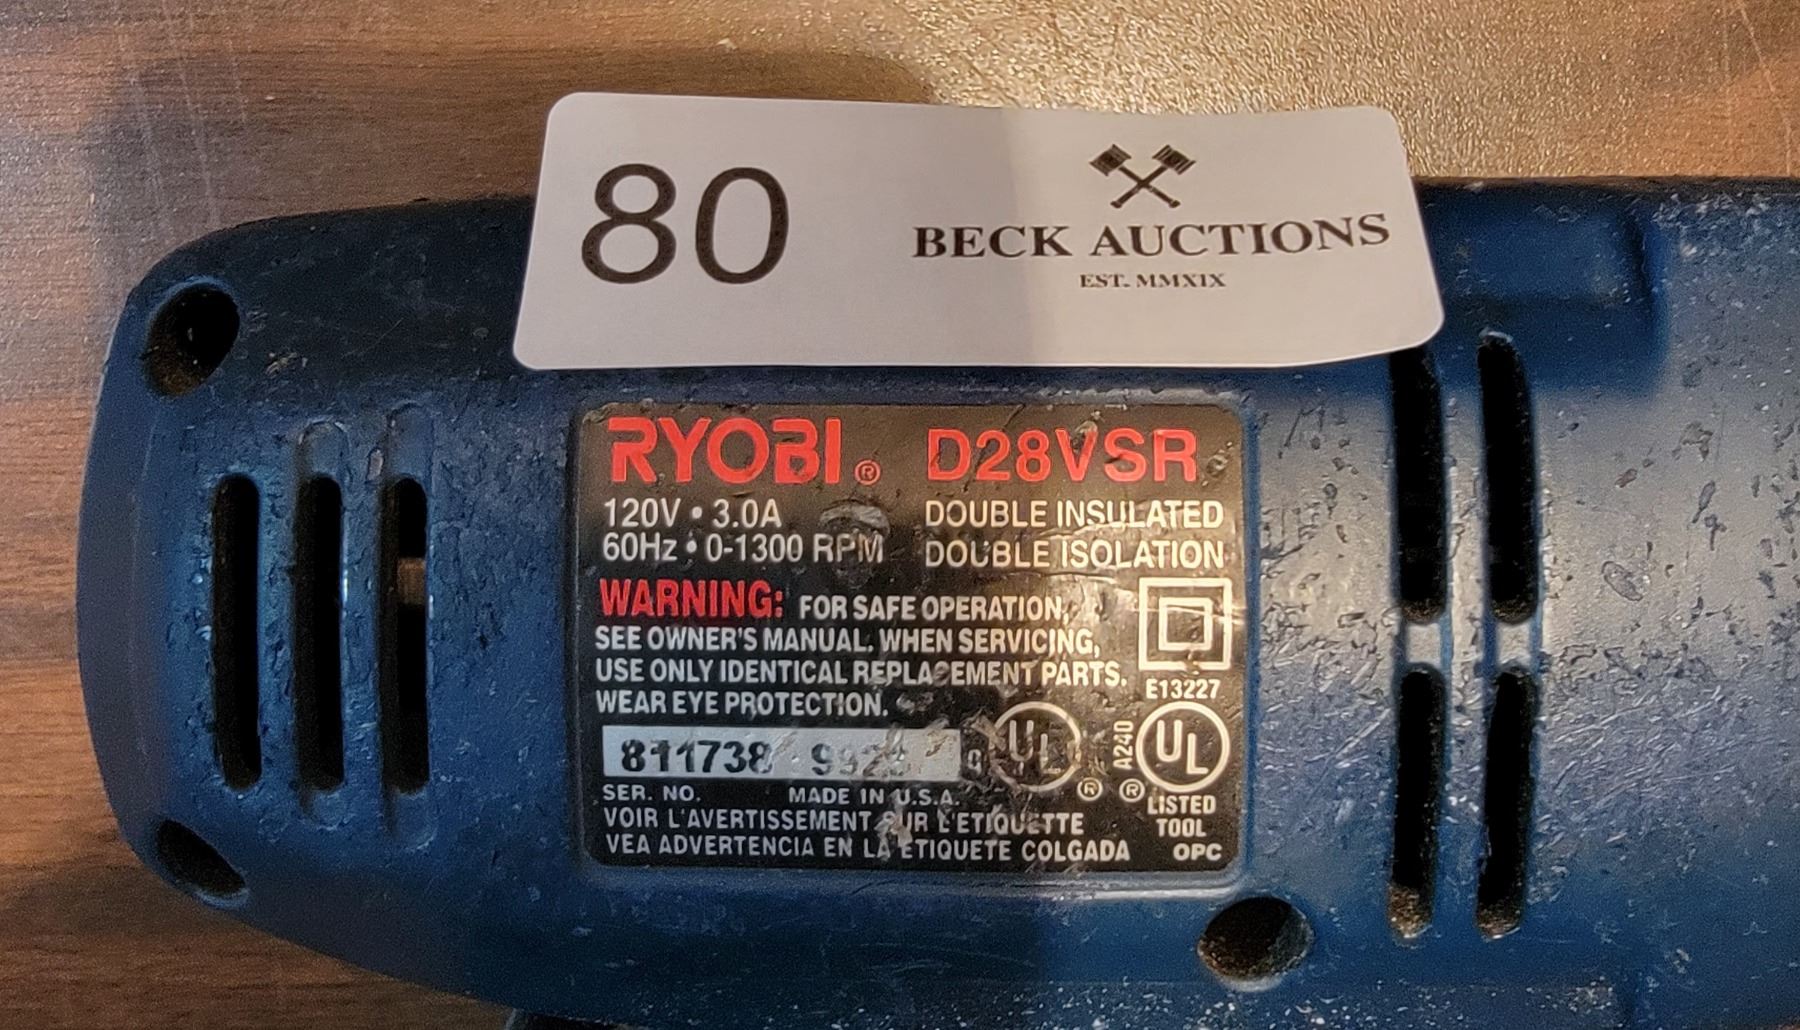 80
BECK AUCTIONS
EST. MMXIX
RYOBI® D28VSR
120V • 3.0A DOUBLE INSULATED
60Hz • 0-1300 RPM DOUBLE ISOLATION
WARNING: FOR SAFE OPERATION,
SEE OWNER'S MANUAL. WHEN SERVICING,
USE ONLY IDENTICAL REPLACEMENT PARTS.
WEAR EYE PROTECTION.
E13227
811738
UL ®
A240 ® UL
SER. NO. MADE IN U.S.A.
LISTED
TOOL
OPC
VOIR L'AVERTISSEMENT SUR L'ETIQUETTE
VEA ADVERTENCIA EN LA ETIQUETE COLGADA